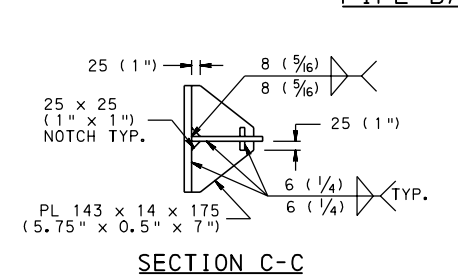 25 (1")
8 (5/16)
8 (5/16)
25 x 25
(1" x 1")
NOTCH TYP.
25 (1")
6 (1/4)
6 (1/4)
TYP.
PL 143 x 14 x 175
(5.75" x 0.5" x 7")
SECTION C-C